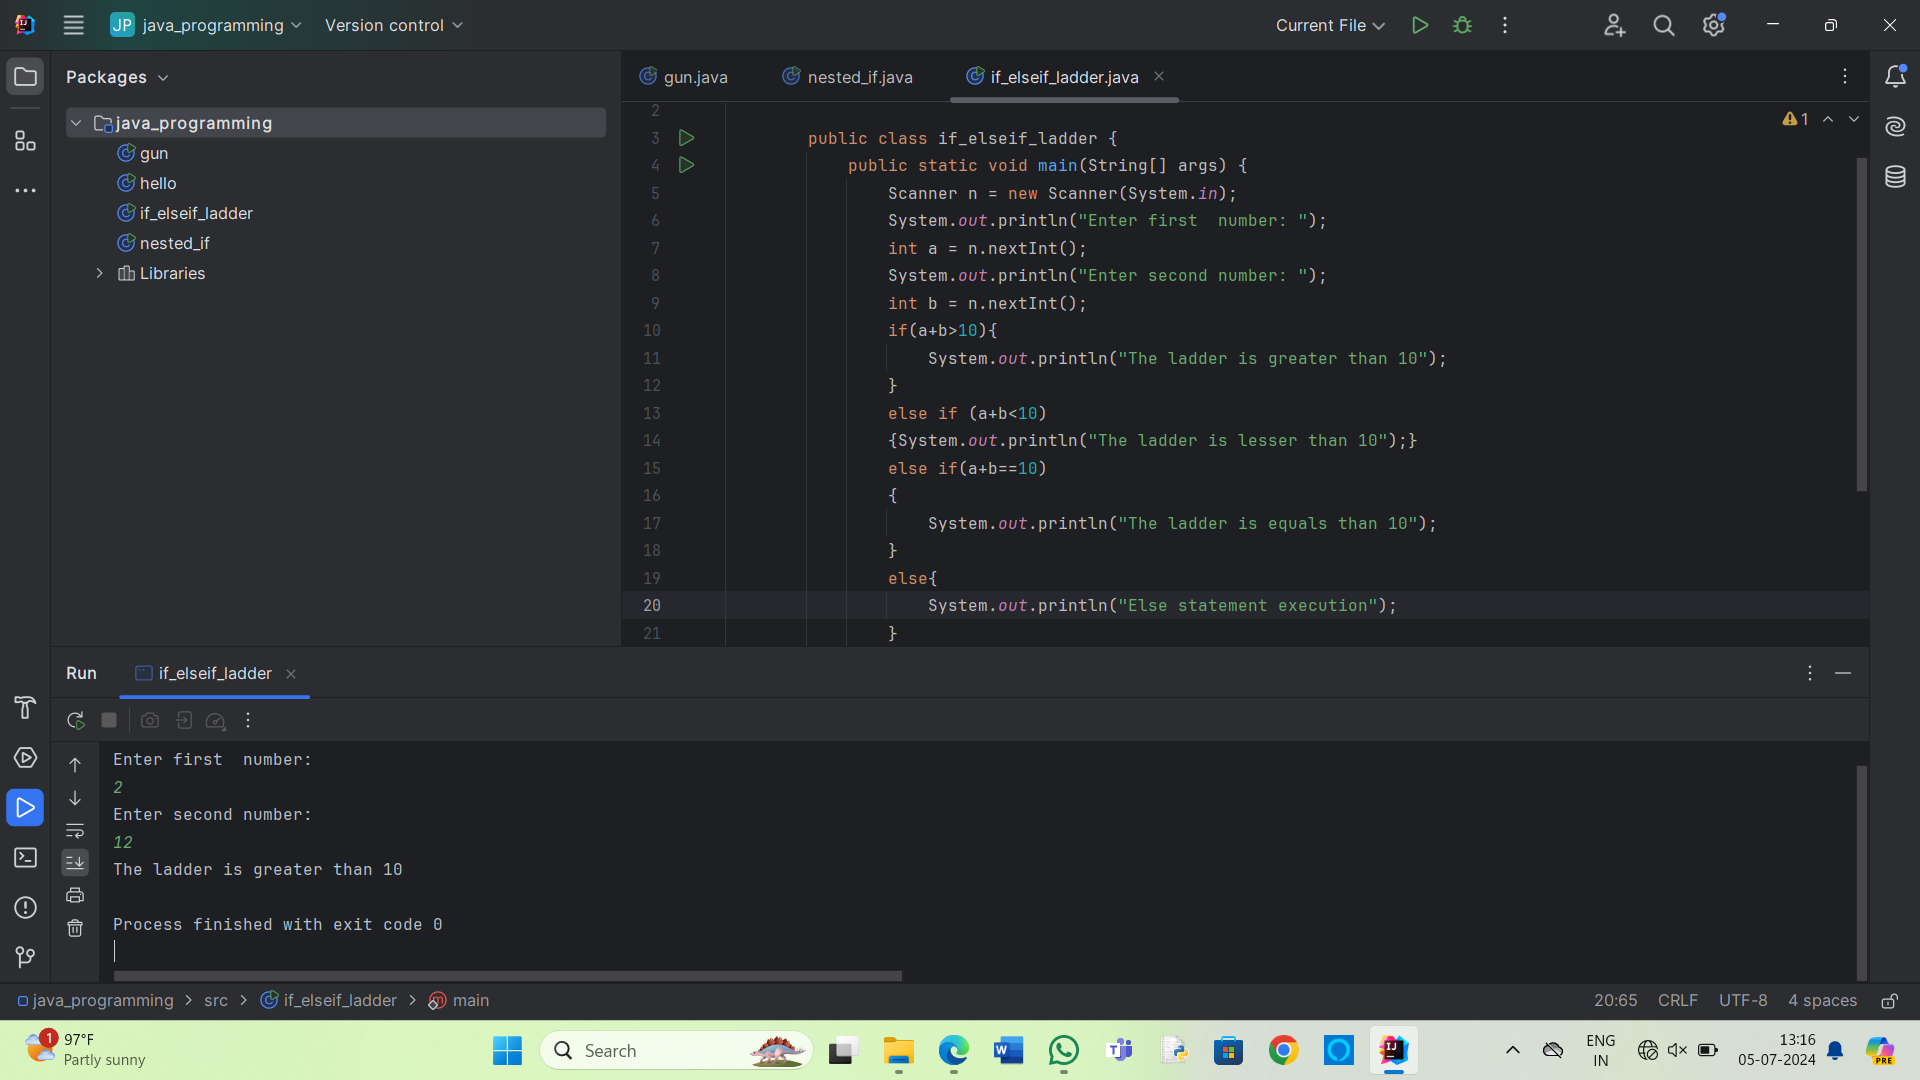 JP java_programming Version control Current File
Packages
java_programming
gun
hello
if_elseif_ladder
nested_if
Libraries
gun.java nested_if.java if_elseif_ladder.java
1
2
3 public class if_elseif_ladder {
4 public static void main(String[] args) {
5 Scanner n = new Scanner(System.in);
6 System.out.println("Enter first  number: ");
7 int a = n.nextInt();
8 System.out.println("Enter second number: ");
9 int b = n.nextInt();
10 if(a+b>10){
11 System.out.println("The ladder is greater than 10");
12 }
13 else if (a+b<10)
14 {System.out.println("The ladder is lesser than 10");}
15 else if(a+b==10)
16 {
17 System.out.println("The ladder is equals than 10");
18 }
19 else{
20 System.out.println("Else statement execution");
21 }
Run if_elseif_ladder
Enter first  number:
2
Enter second number:
12
The ladder is greater than 10
Process finished with exit code 0
java_programming > src > if_elseif_ladder > main 20:65 CRLF UTF-8 4 spaces
1 97°F
Partly sunny
Search
ENG
IN
13:16
05-07-2024
PRE